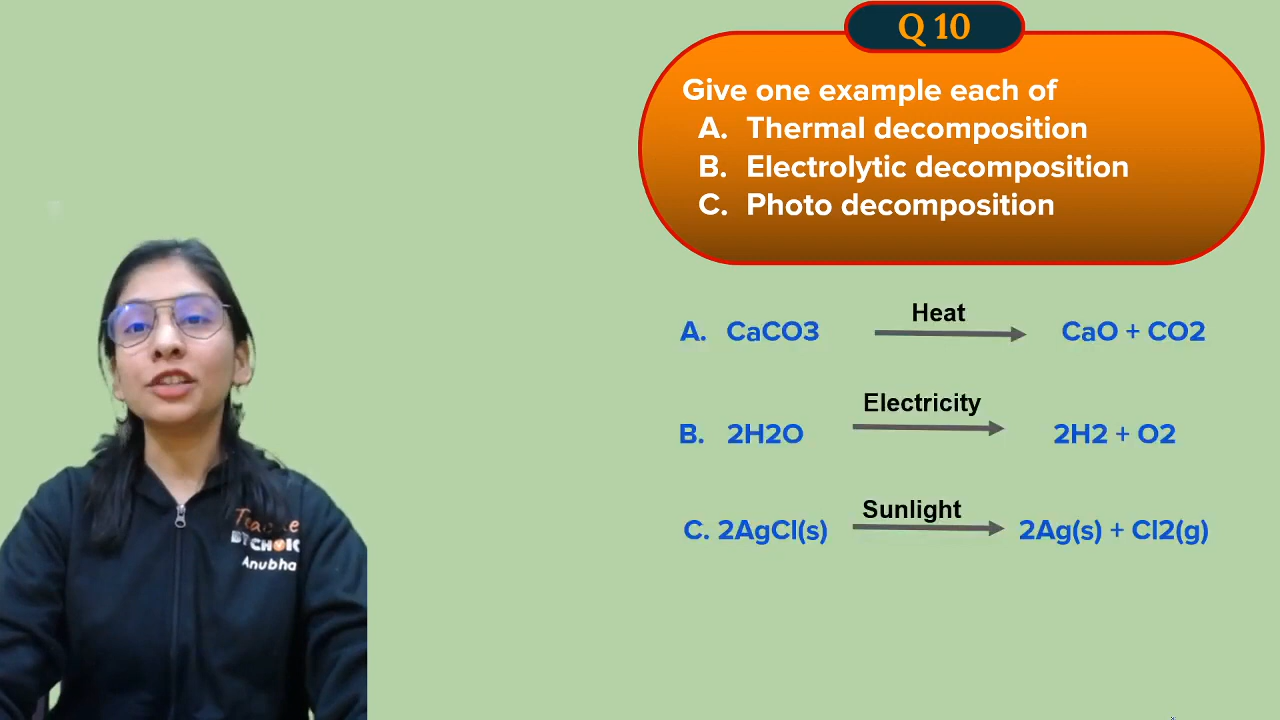 Q 10
Give one example each of
A. Thermal decomposition
B. Electrolytic decomposition
C. Photo decomposition
Heat
A. CaCO3 CaO + CO2
Electricity
B. 2H2O 2H2 + O2
Sunlight
C. 2AgCl(s) 2Ag(s) + Cl2(g)
Anubha